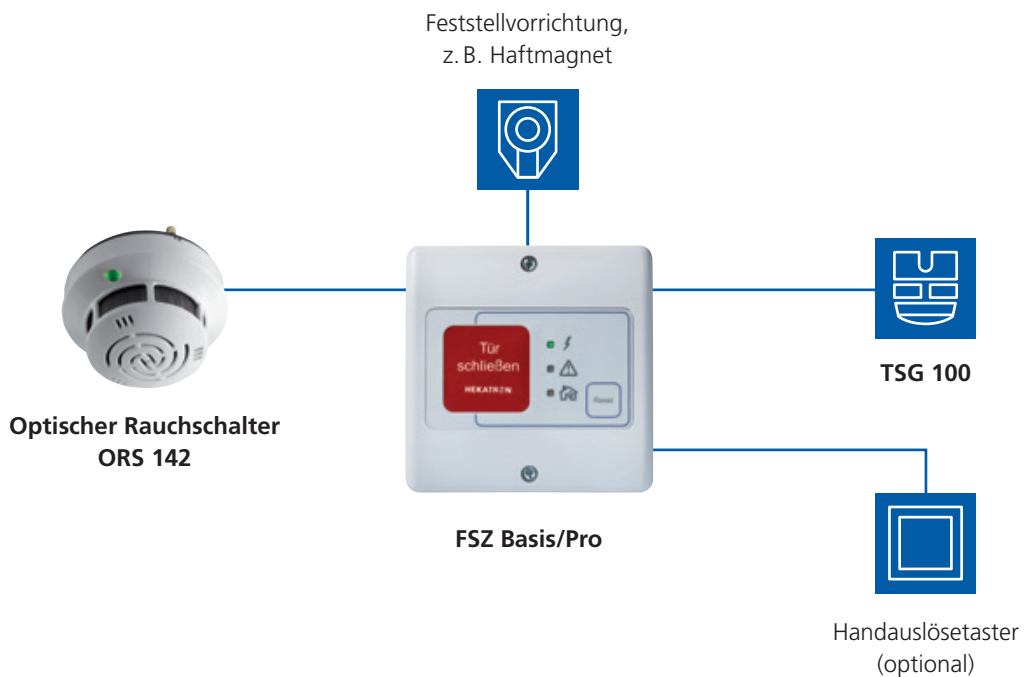 Feststellvorrichtung,
z. B. Haftmagnet
Tür
schließen
HEKATRON
Reset
TSG 100
Optischer Rauchschalter
ORS 142
FSZ Basis/Pro
Handauslösetaster
(optional)